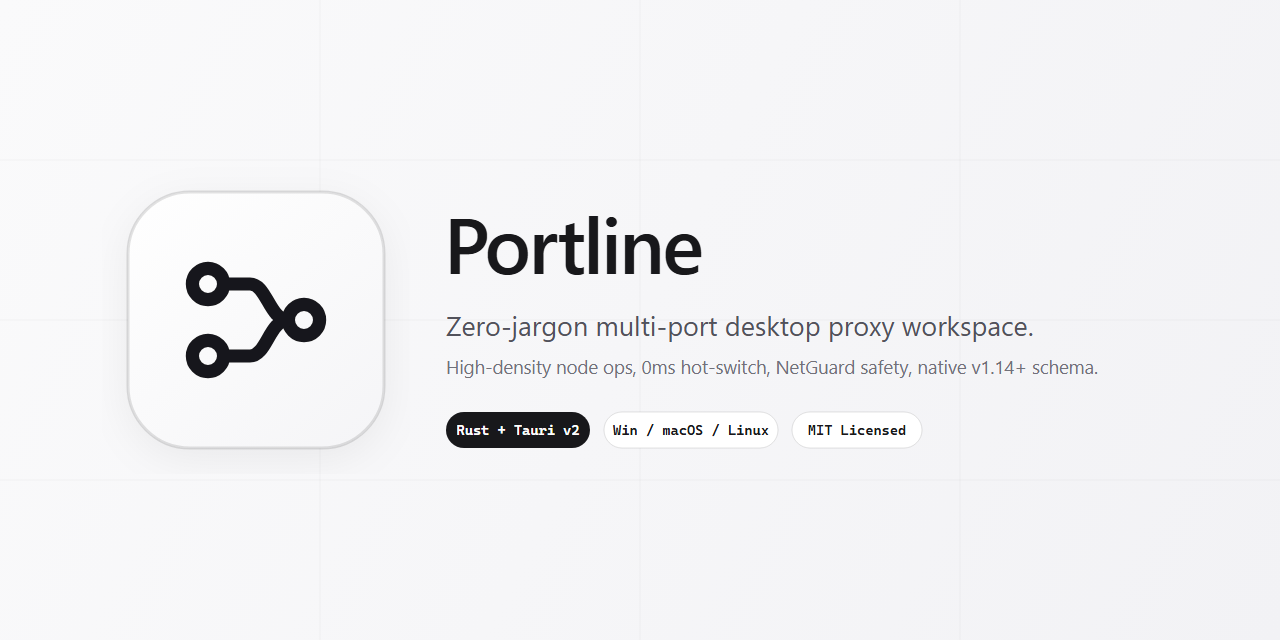 Portline
Zero-jargon multi-port desktop proxy workspace.
High-density node ops, 0ms hot-switch, NetGuard safety, native v1.14+ schema.
Rust + Tauri v2
Win / macOS / Linux
MIT Licensed